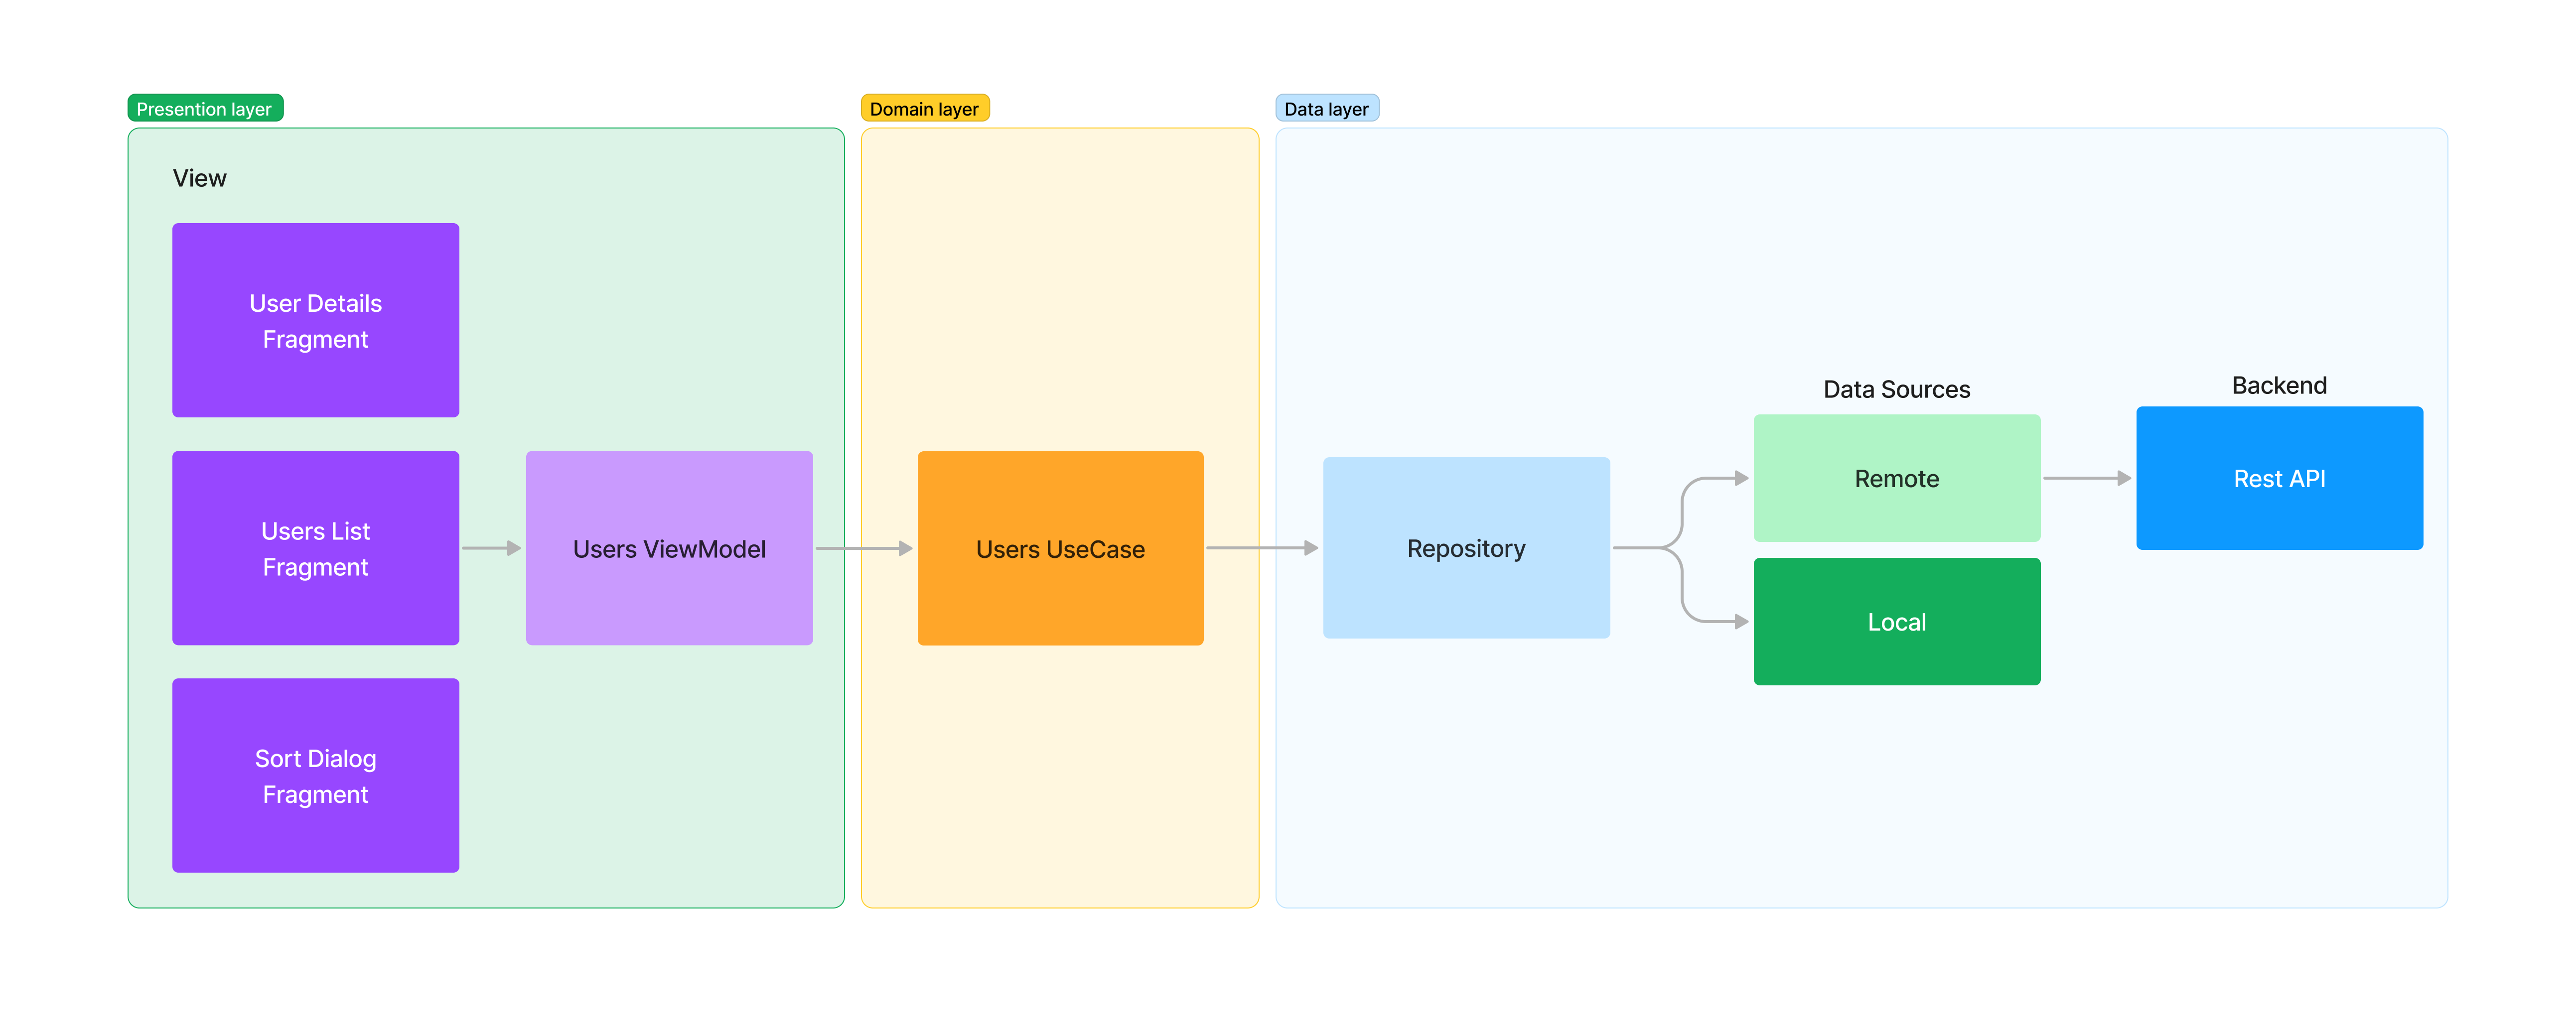 Presention layer
View
User Details
Fragment
Users List
Fragment
Users ViewModel
Sort Dialog
Fragment
Domain layer
Users UseCase
Data layer
Repository
Data Sources
Remote
Local
Backend
Rest API